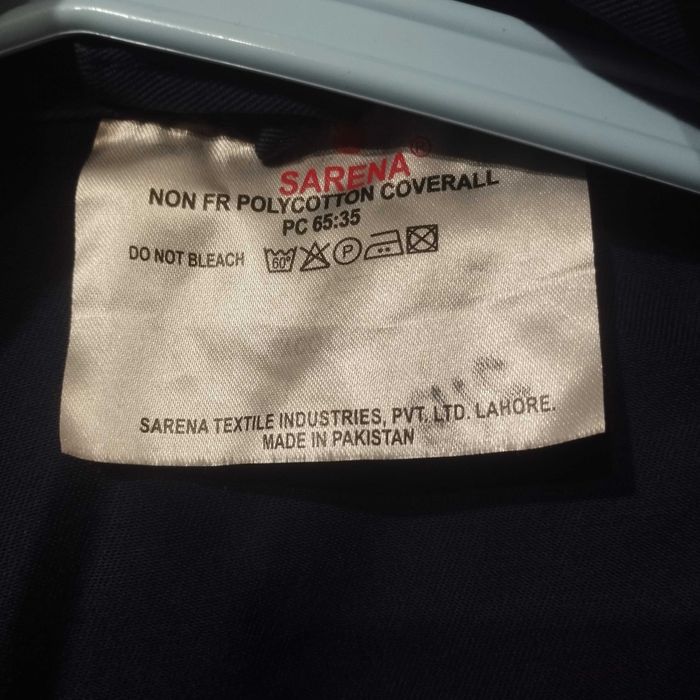 SARENA®
NON FR POLYCOTTON COVERALL
PC 65:35
DO NOT BLEACH 60° P
SARENA TEXTILE INDUSTRIES, PVT, LTD. LAHORE.
MADE IN PAKISTAN